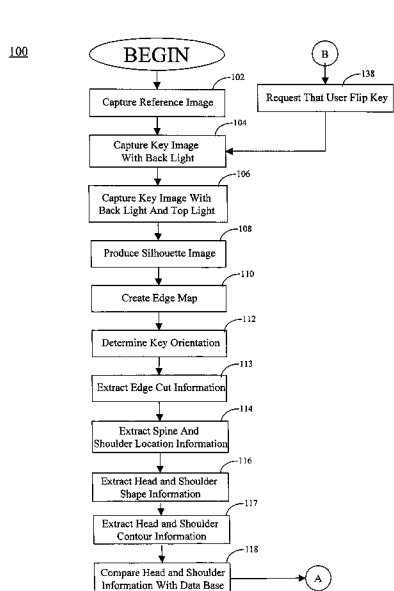 100
BEGIN
B
102
138
Capture Reference Image
Request That User Flip Key
104
Capture Key Image
With Back Light
106
Capture Key Image With
Back Light And Top Light
108
Produce Silhouette Image
110
Create Edge Map
112
Determine Key Orientation
113
Extract Edge Cut Information
114
Extract Spine And
Shoulder Location Information
116
Extract Head and Shoulder
Shape Information
117
Extract Head and Shoulder
Contour Information
118
Compare Head and Shoulder
Information With Data Base
A